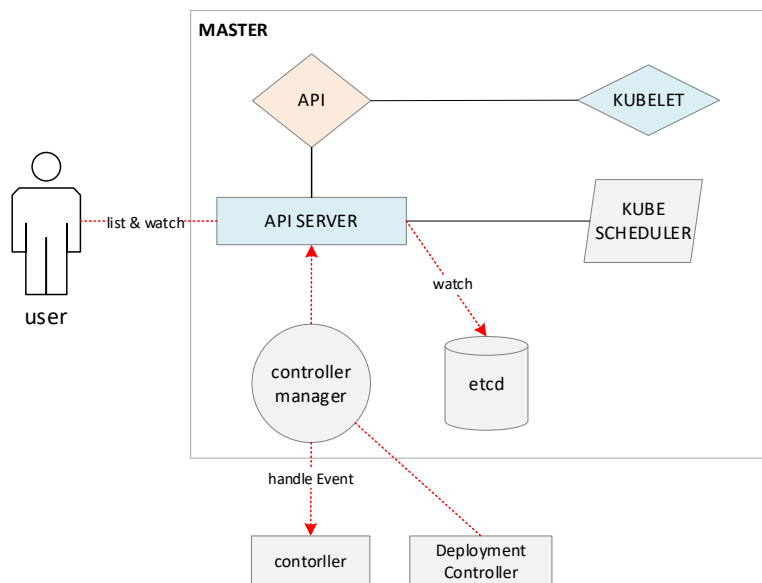 MASTER
API
KUBELET
list & watch
API SERVER
KUBE
SCHEDULER
user
watch
controller
manager
etcd
handle Event
contorller
Deployment
Controller